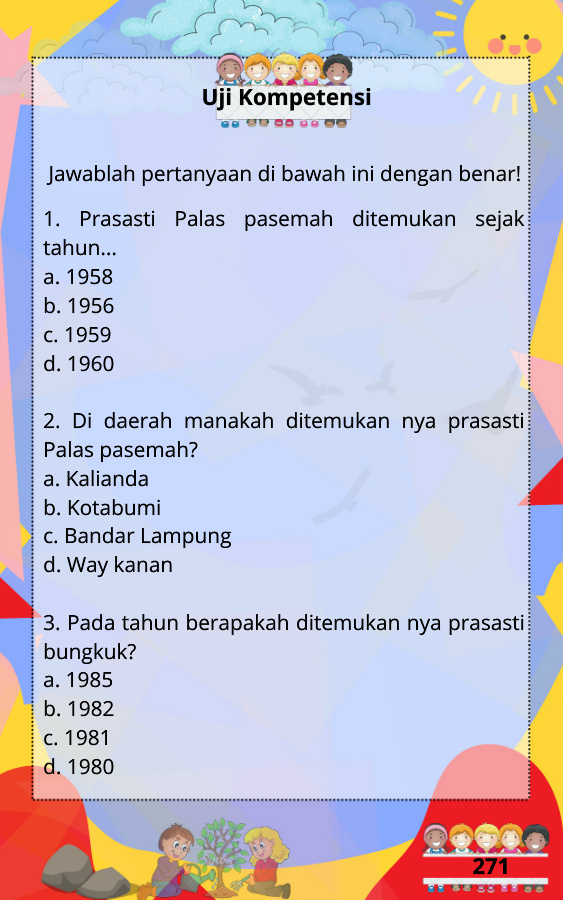 Uji Kompetensi
Jawablah pertanyaan di bawah ini dengan benar!
1. Prasasti Palas pasemah ditemukan sejak
tahun...
a. 1958
b. 1956
c. 1959
d. 1960
2. Di daerah manakah ditemukan nya prasasti
Palas pasemah?
a. Kalianda
b. Kotabumi
c. Bandar Lampung
d. Way kanan
3. Pada tahun berapakah ditemukan nya prasasti
bungkuk?
a. 1985
b. 1982
c. 1981
d. 1980
271